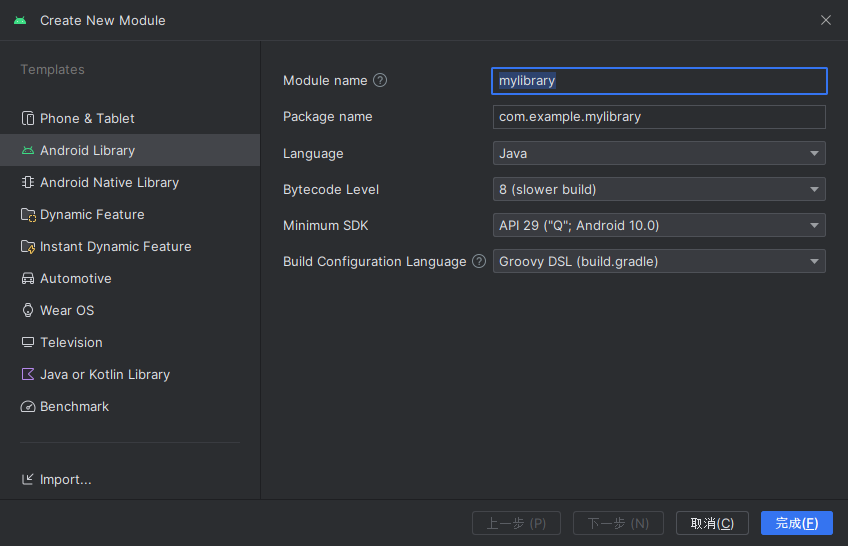 Create New Module
Templates
Phone & Tablet
Android Library
Android Native Library
Dynamic Feature
Instant Dynamic Feature
Automotive
Wear OS
Television
Java or Kotlin Library
Benchmark
Import...
Module name ?
mylibrary
Package name
com.example.mylibrary
Language
Java
Bytecode Level
8 (slower build)
Minimum SDK
API 29 ("Q"; Android 10.0)
Build Configuration Language ?
Groovy DSL (build.gradle)
上一步 (P)
下一步 (N)
取消(C)
完成(F)